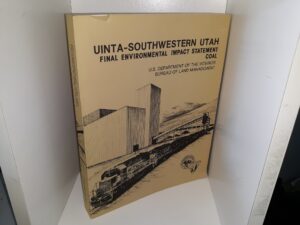 UINTA-SOUTHWESTERN UTAH
FINAL ENVIRONMENTAL IMPACT STATEMENT
COAL
U.S. DEPARTMENT OF THE INTERIOR
BUREAU OF LAND MANAGEMENT